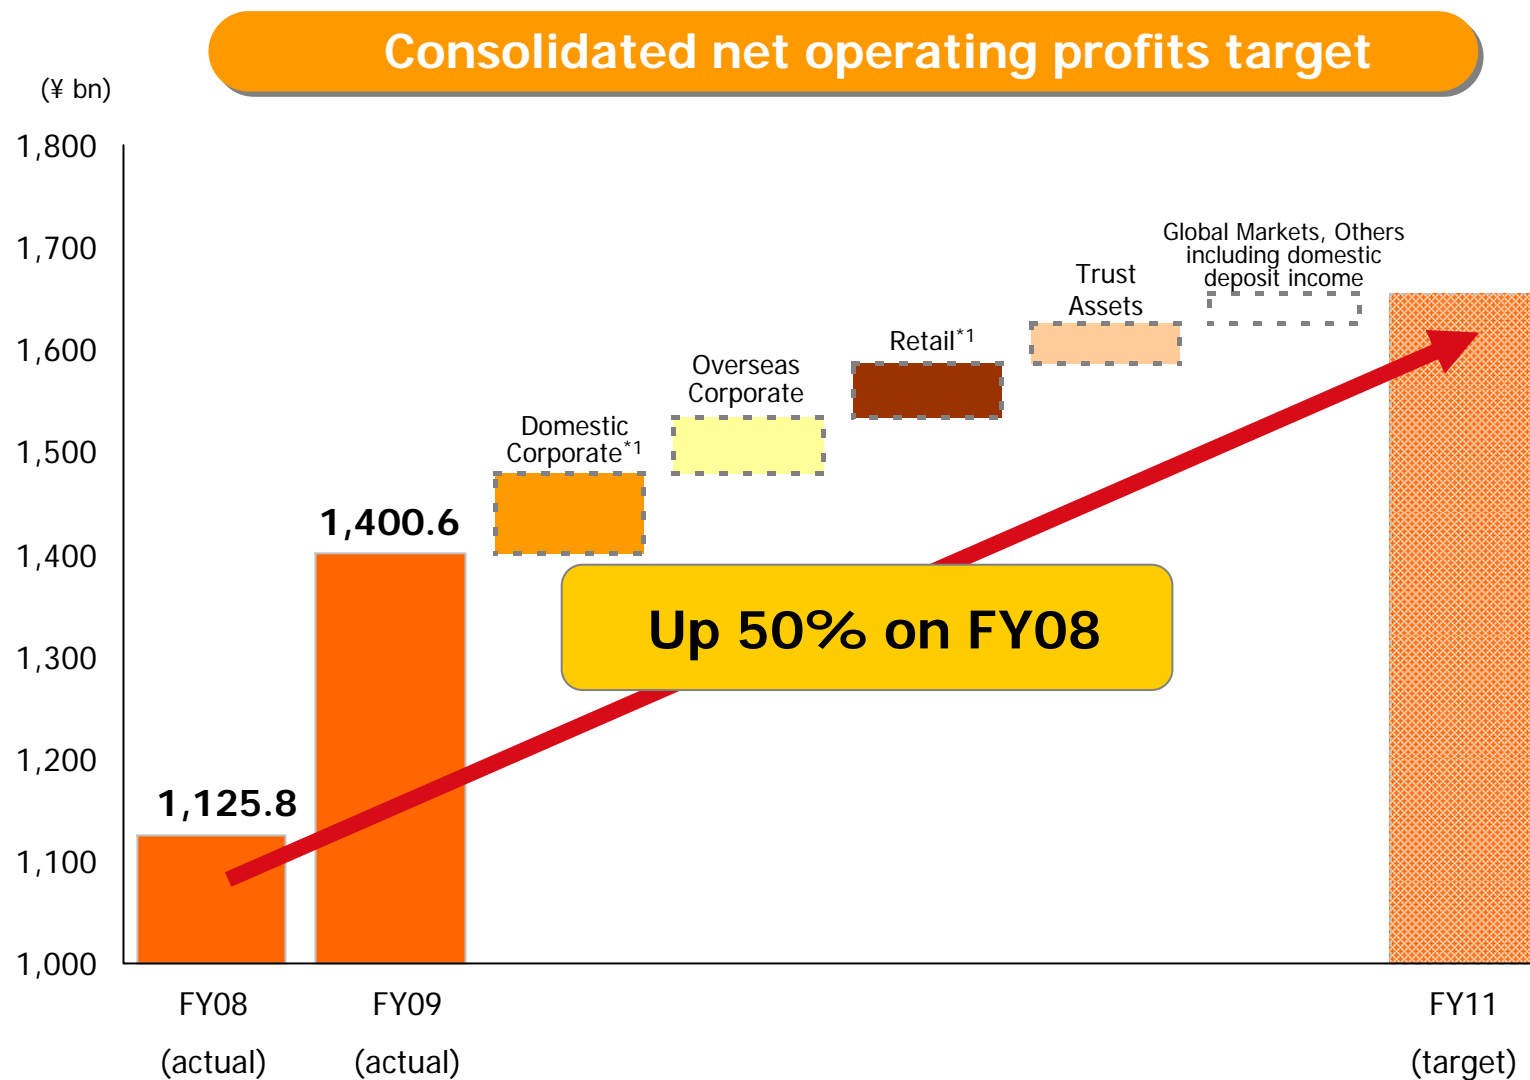 Consolidated net operating profits target
(¥ bn)
1,800
1,700
1,600
1,500
1,400
1,300
1,200
1,100
1,000
1,125.8
1,400.6
Domestic
Corporate*1
Overseas
Corporate
Retail*1
Trust
Assets
Global Markets, Others
including domestic
deposit income
Up 50% on FY08
FY08
(actual)
FY09
(actual)
FY11
(target)